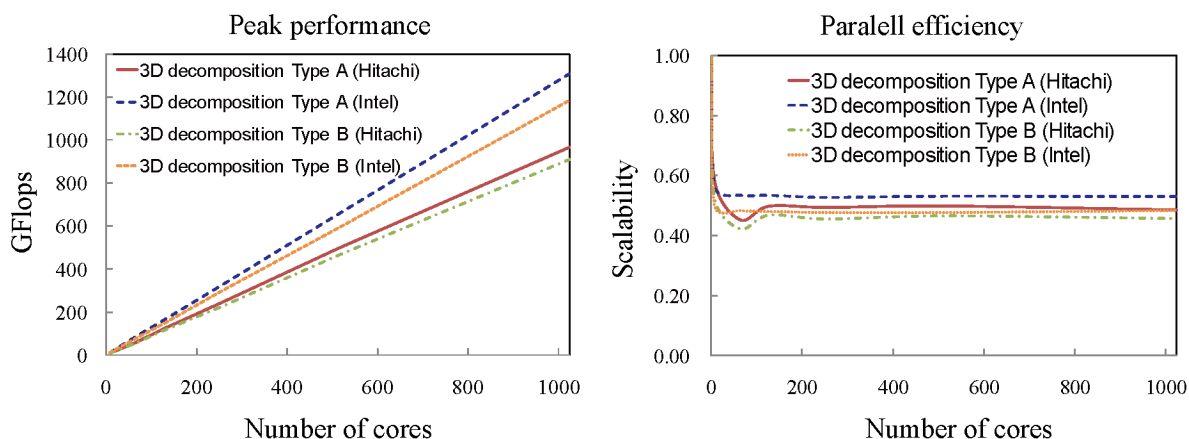 Peak performance
1400
1200
1000
800
600
400
200
0
GFlops
3D decomposition Type A (Hitachi)
3D decomposition Type A (Intel)
3D decomposition Type B (Hitachi)
3D decomposition Type B (Intel)
0 200 400 600 800 1000
Number of cores
Paralell efficiency
1.00
0.80
0.60
0.40
0.20
0.00
Scalability
3D decomposition Type A (Hitachi)
3D decomposition Type A (Intel)
3D decomposition Type B (Hitachi)
3D decomposition Type B (Intel)
0 200 400 600 800 1000
Number of cores